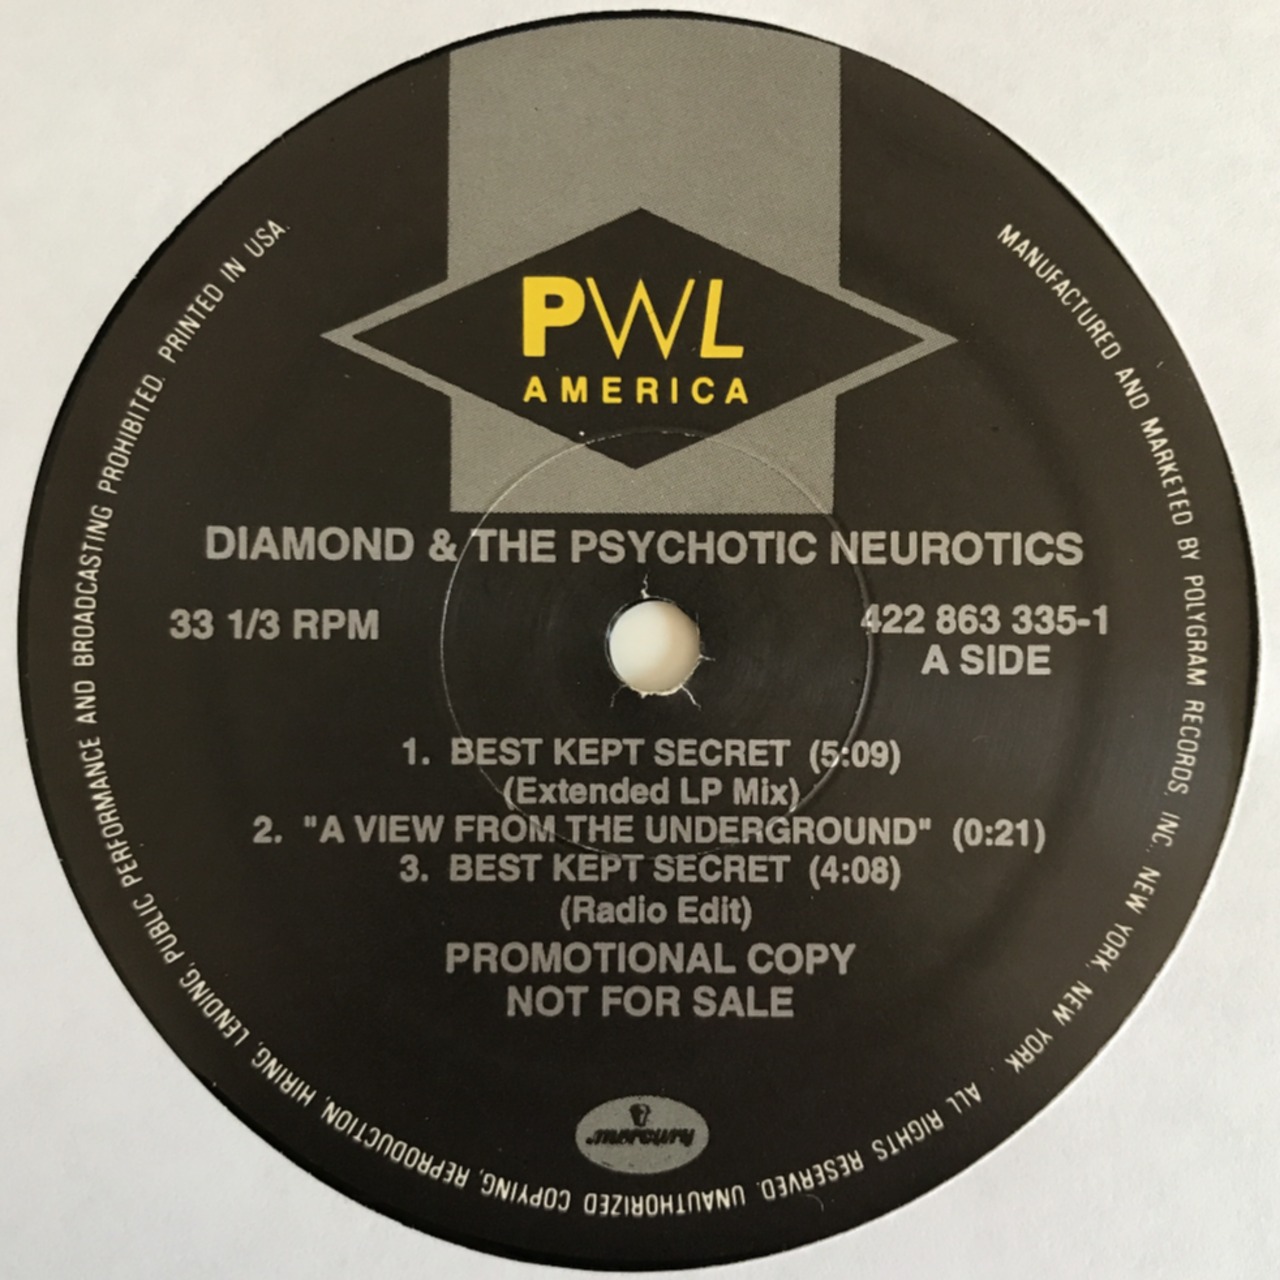 PWL
AMERICA
DIAMOND & THE PSYCHOTIC NEUROTICS
33 1/3 RPM
422 863 335-1
A SIDE
1. BEST KEPT SECRET (5:09)
(Extended LP Mix)
2. "A VIEW FROM THE UNDERGROUND" (0:21)
3. BEST KEPT SECRET (4:08)
(Radio Edit)
PROMOTIONAL COPY
NOT FOR SALE
mercury
MANUFACTURED AND MARKETED BY POLYGRAM RECORDS, INC., NEW YORK, NEW YORK. ALL RIGHTS RESERVED. UNAUTHORIZED COPYING, REPRODUCTION, HIRING, LENDING, PUBLIC PERFORMANCE AND BROADCASTING PROHIBITED. PRINTED IN USA.